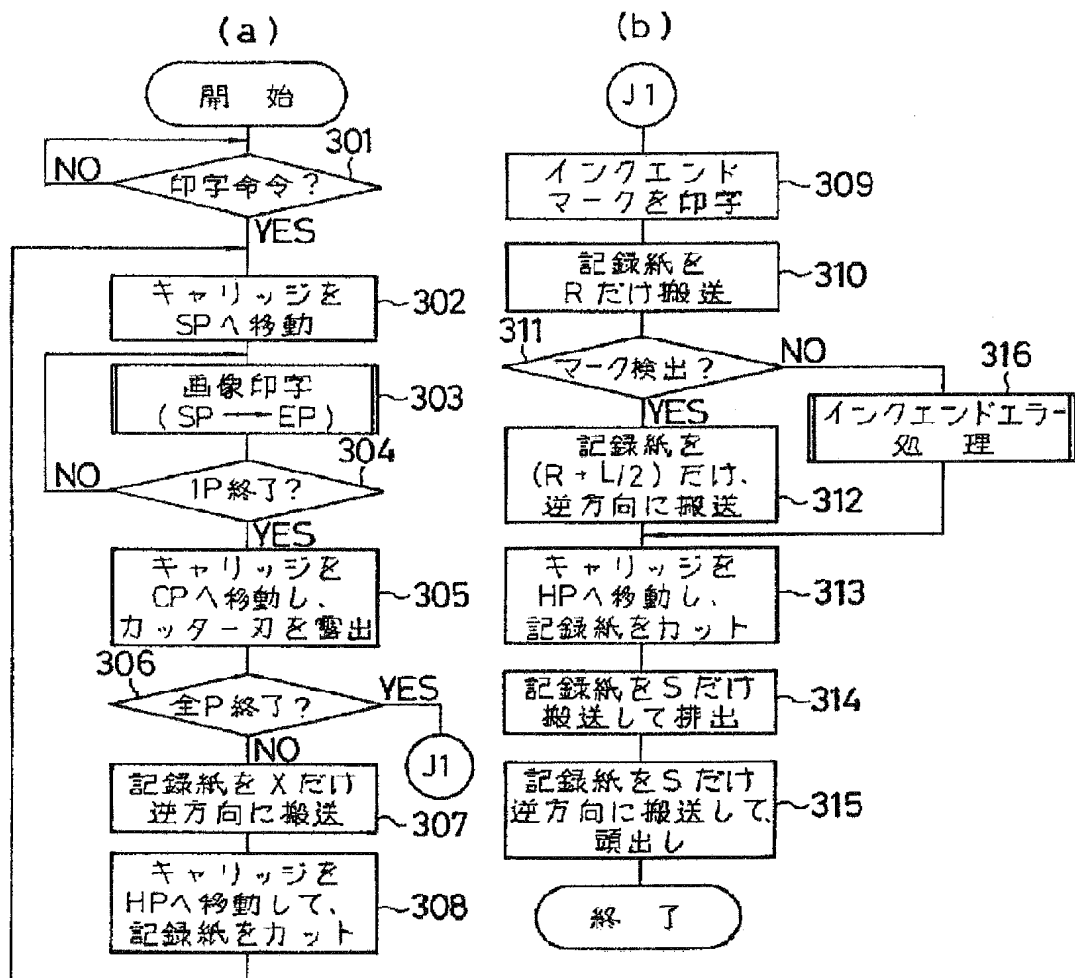 (a)
開始
301
NO
印字命令?
YES
キャリッジを
SPへ移動
302
画像印字
(SP→EP)
303
304
NO
1P終了?
YES
キャリッジを
CPへ移動し、
カッター刃を露出
305
306
全P終了?
YES
NO
J1
記録紙をXだけ
逆方向に搬送
307
キャリッジを
HPへ移動して、
記録紙をカット
308
(b)
J1
インクエンド
マークを印字
309
記録紙を
Rだけ搬送
310
311
マーク検出?
NO
316
YES
インクエンドエラー
処理
記録紙を
(R+L/2)だけ、
逆方向に搬送
312
キャリッジを
HPへ移動し、
記録紙をカット
313
記録紙をSだけ
搬送して排出
314
記録紙をSだけ
逆方向に搬送して、
頭出し
315
終了